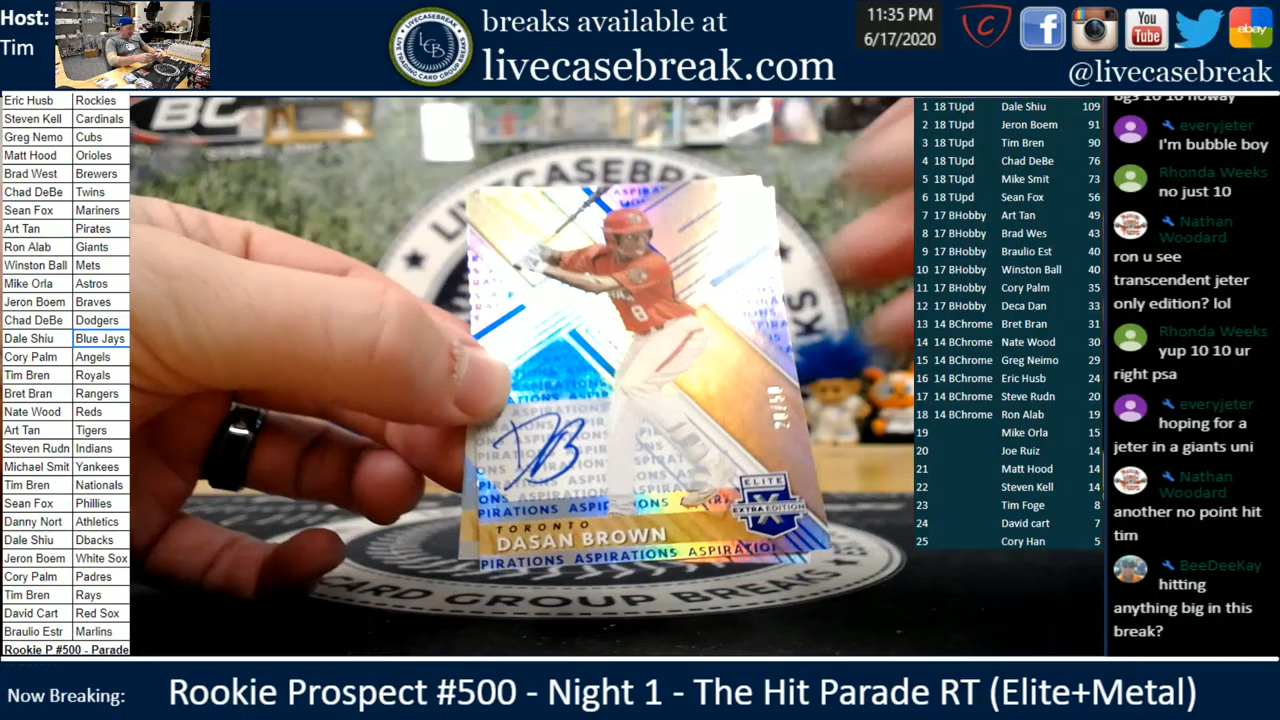 Host:
Tim
breaks available at
livecasebreak.com
11:35 PM
6/17/2020
You
Tube
ebay
@livecasebreak
Eric Husb Rockies
Steven Kell Cardinals
Greg Nemo Cubs
Matt Hood Orioles
Brad West Brewers
Chad DeBe Twins
Sean Fox Mariners
Art Tan Pirates
Ron Alab Giants
Winston Ball Mets
Mike Orla Astros
Jeron Boem Braves
Chad DeBe Dodgers
Dale Shiu Blue Jays
Cory Palm Angels
Tim Bren Royals
Bret Bran Rangers
Nate Wood Reds
Art Tan Tigers
Steven Rudn Indians
Michael Smit Yankees
Tim Bren Nationals
Sean Fox Phillies
Danny Nort Athletics
Dale Shiu Dbacks
Jeron Boem White Sox
Cory Palm Padres
Tim Bren Rays
David Cart Red Sox
Braulio Estr Marlins
Rookie P #500 - Parade
8
ASPIRATIONS
ELITE
EXTRA EDITION
X
TORONTO
DASAN BROWN
PIRATIONS ASPIRATIONS ASPIRATION
CARD GROUP BREAKS
1 18 TUpd Dale Shiu 109
2 18 TUpd Jeron Boem 91
3 18 TUpd Tim Bren 90
4 18 TUpd Chad DeBe 76
5 18 TUpd Mike Smit 73
6 18 TUpd Sean Fox 56
7 17 BHobby Art Tan 49
8 17 BHobby Brad Wes 43
9 17 BHobby Braulio Est 40
10 17 BHobby Winston Ball 40
11 17 BHobby Cory Palm 35
12 17 BHobby Deca Dan 33
13 14 BChrome Bret Bran 31
14 14 BChrome Nate Wood 30
15 14 BChrome Greg Neimo 29
16 14 BChrome Eric Husb 24
17 14 BChrome Steve Rudn 20
18 14 BChrome Ron Alab 19
19 Mike Orla 15
20 Joe Ruiz 14
21 Matt Hood 14
22 Steven Kell 14
23 Tim Foge 8
24 David cart 7
25 Cory Han 5
bgs 10 10 noway
everyjeter
I'm bubble boy
Rhonda Weeks
no just 10
Nathan
Woodard
ron u see
transcendent jeter
only edition? lol
Rhonda Weeks
yup 10 10 ur
right psa
everyjeter
hoping for a
jeter in a giants uni
Nathan
Woodard
another no point hit
tim
BeeDeeKay
hitting
anything big in this
break?
Now Breaking:
Rookie Prospect #500 - Night 1 - The Hit Parade RT (Elite+Metal)